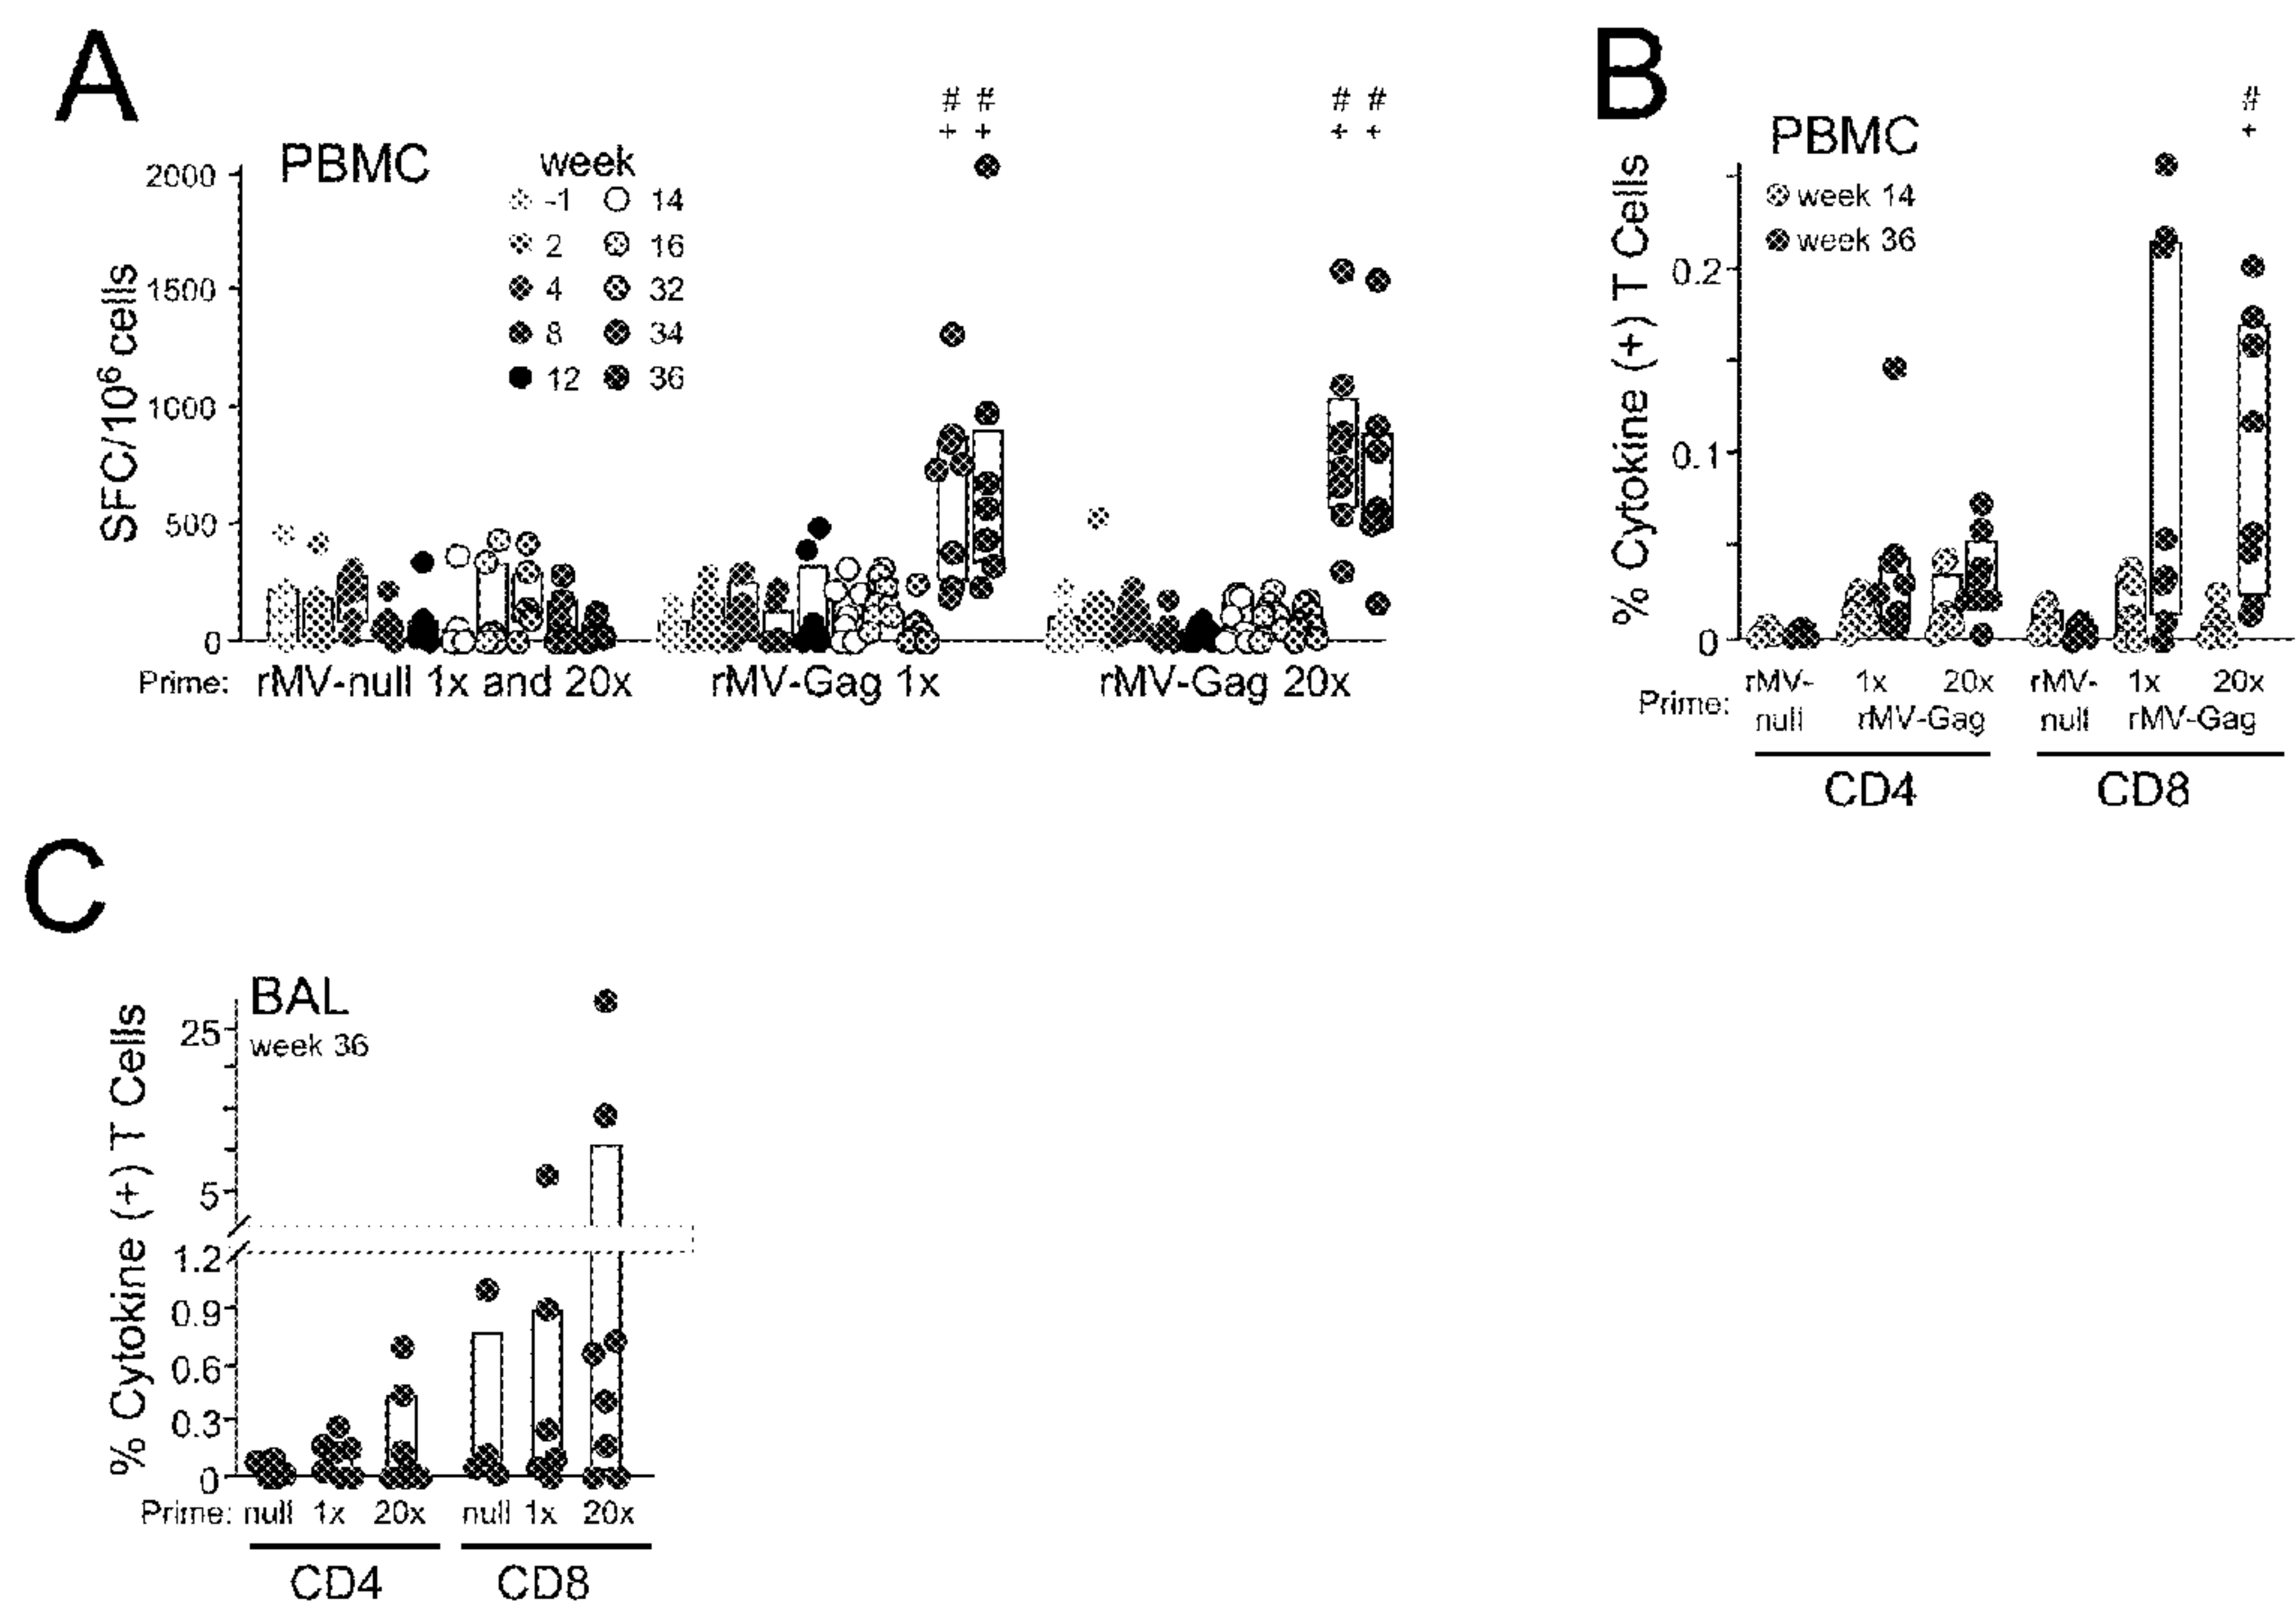 A
# #
+ +
# #
+ +
PBMC
week
-1 14
2 16
4 32
8 34
12 36
SFC/10⁶ cells
2000
1500
1000
500
0
Prime: rMV-null 1x and 20x rMV-Gag 1x rMV-Gag 20x
B
#
+
PBMC
week 14
week 36
% Cytokine (+) T Cells
0.2
0.1
0
Prime:
rMV-null 1x 20x rMV-null 1x 20x
rMV-Gag rMV-Gag
CD4 CD8
C
BAL
week 36
% Cytokine (+) T Cells
25
5
1.2
0.9
0.6
0.3
0
Prime: null 1x 20x null 1x 20x
CD4 CD8